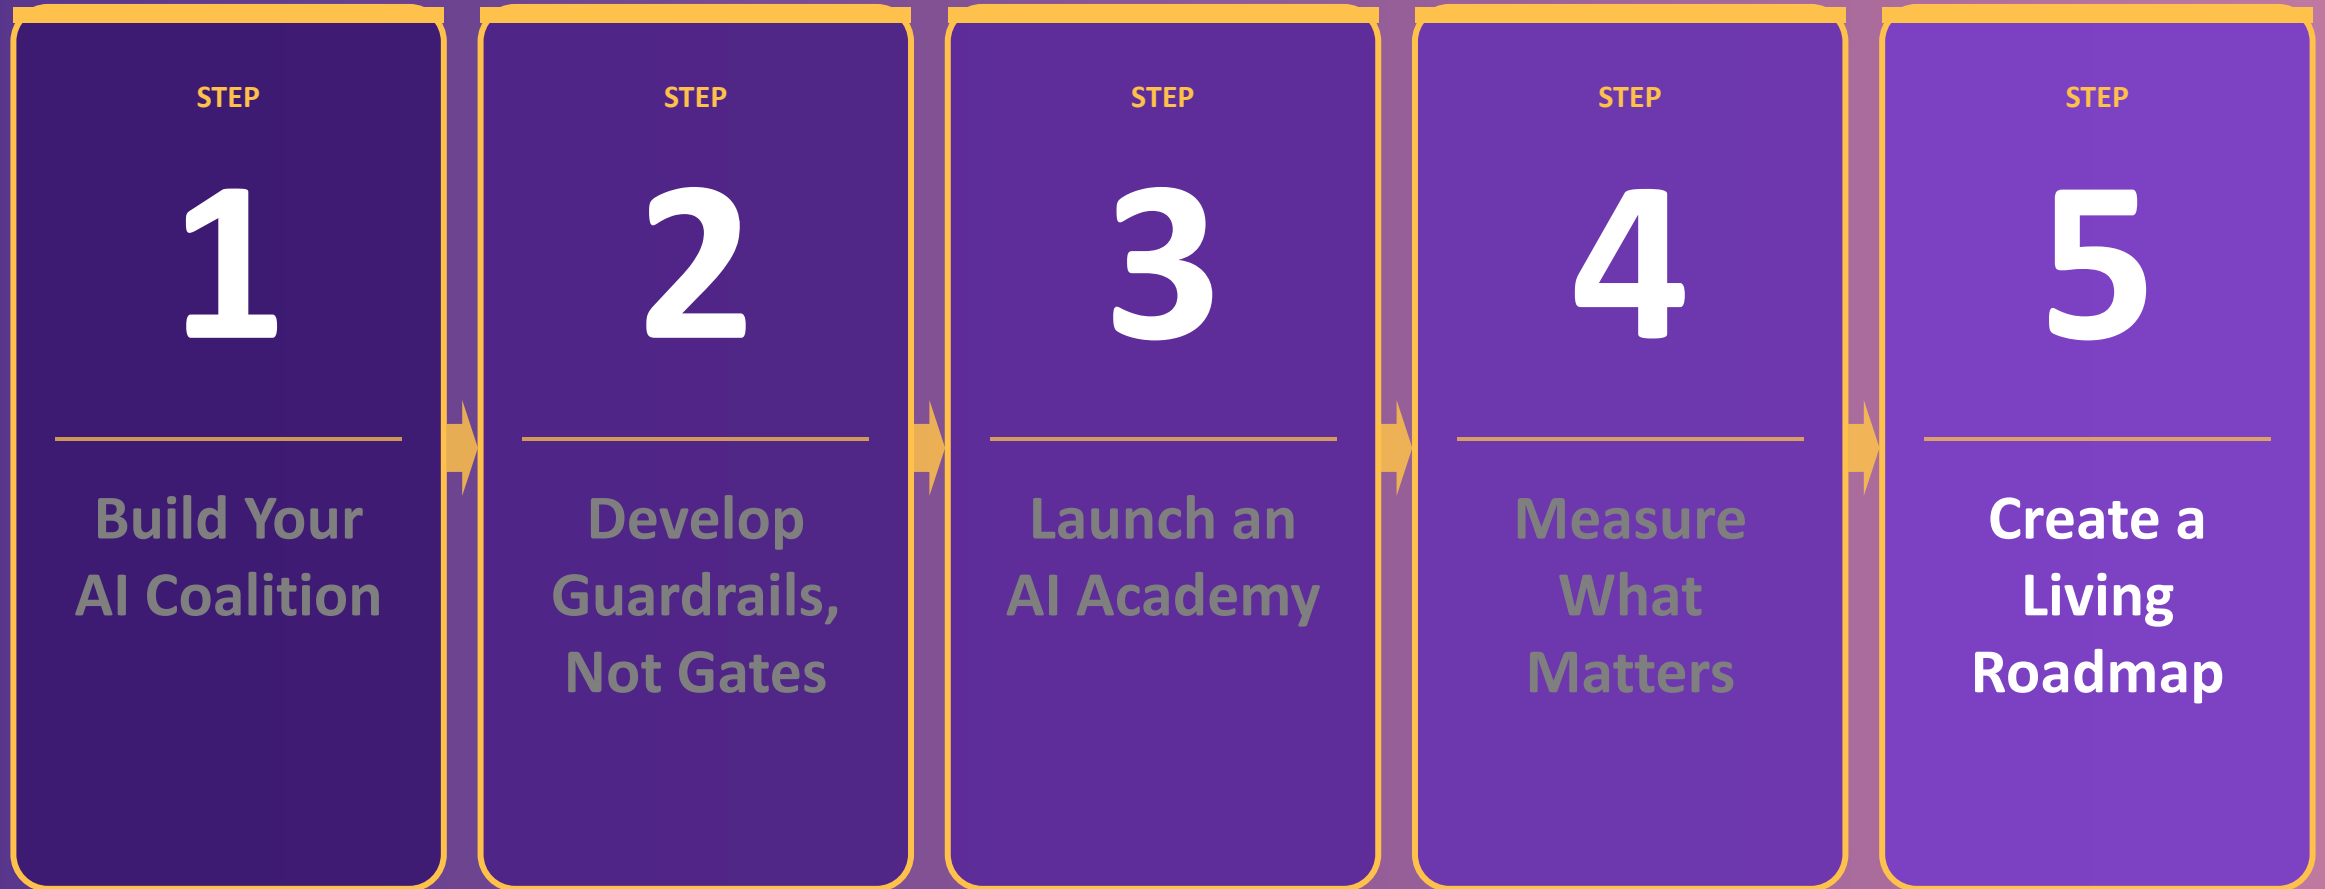 STEP
1
Build Your
AI Coalition
STEP
2
Develop
Guardrails,
Not Gates
STEP
3
Launch an
AI Academy
STEP
4
Measure
What
Matters
STEP
5
Create a
Living
Roadmap